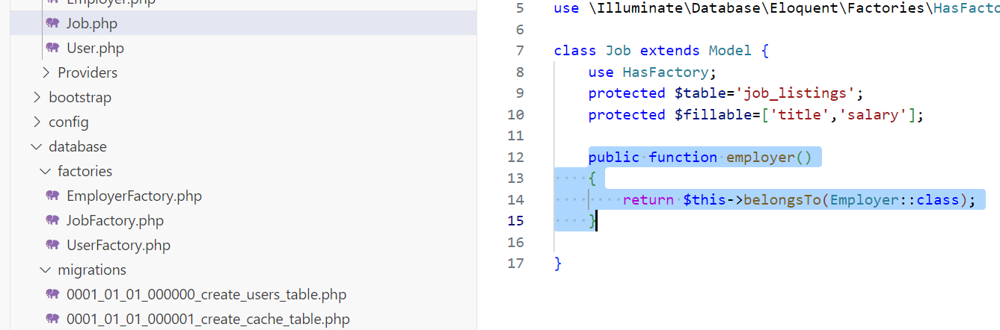 Employer.php
Job.php
User.php
Providers
bootstrap
config
database
factories
EmployerFactory.php
JobFactory.php
UserFactory.php
migrations
0001_01_01_000000_create_users_table.php
0001_01_01_000001_create_cache_table.php
5 use \Illuminate\Database\Eloquent\Factories\HasFacto
6
7 class Job extends Model {
8     use HasFactory;
9     protected $table='job_listings';
10     protected $fillable=['title','salary'];
11
12     public function employer()
13     {
14         return $this->belongsTo(Employer::class);
15     }
16
17 }